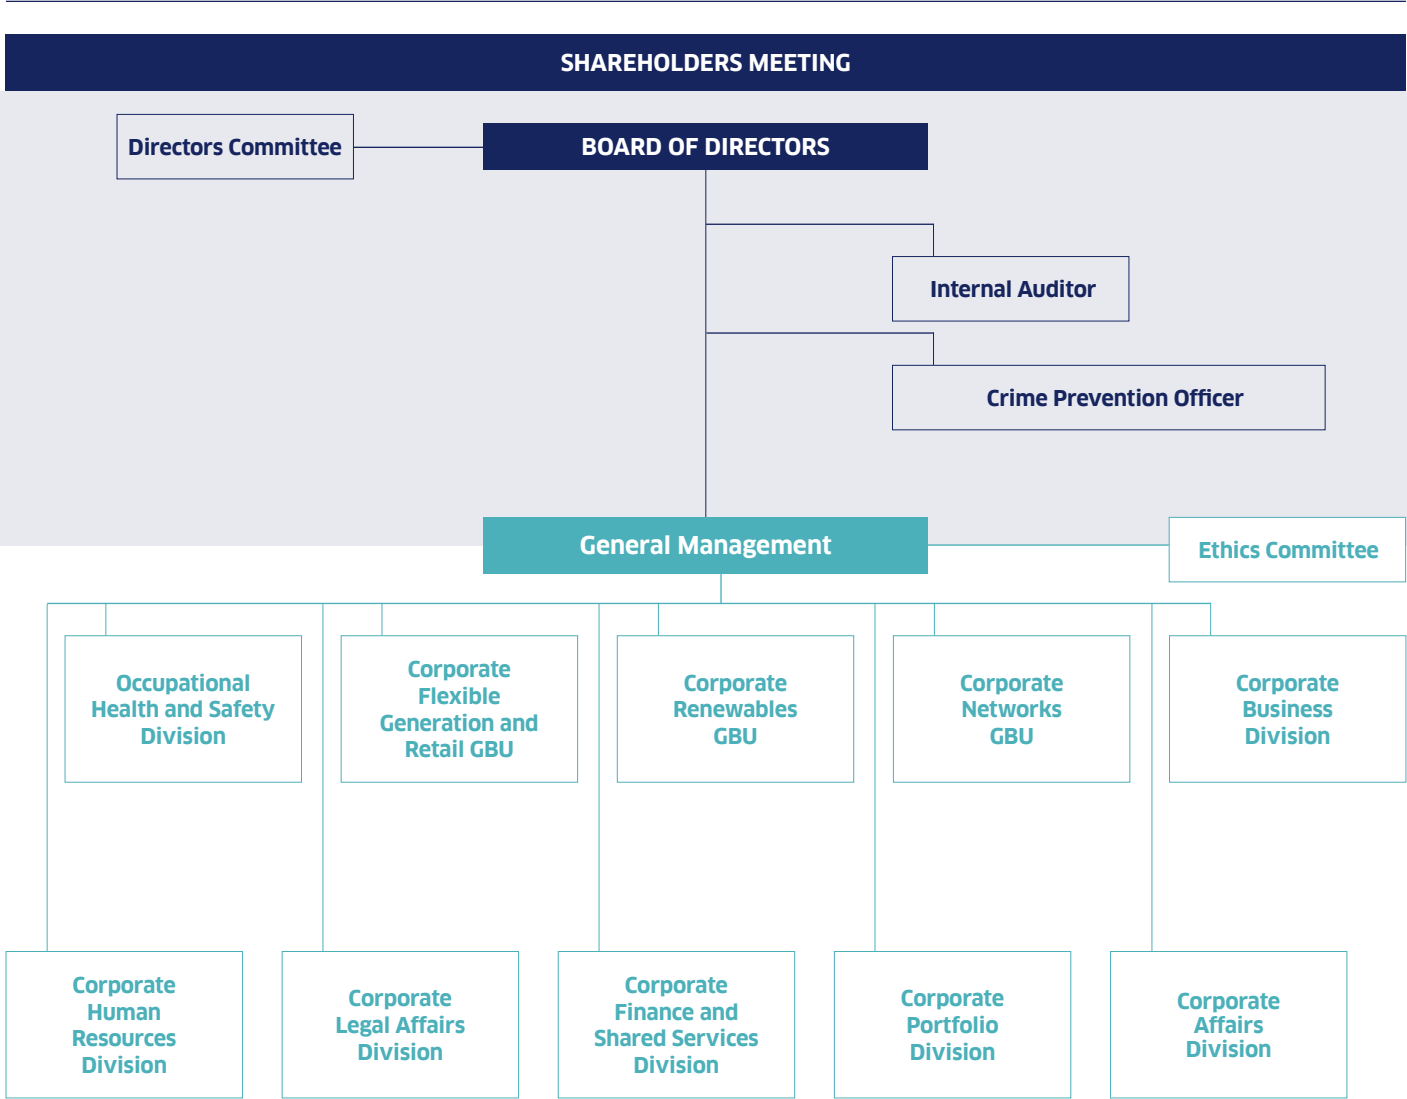 SHAREHOLDERS MEETING
Directors Committee
BOARD OF DIRECTORS
Internal Auditor
Crime Prevention Officer
General Management
Ethics Committee
Occupational
Health and Safety
Division
Corporate
Flexible
Generation and
Retail GBU
Corporate
Renewables
GBU
Corporate
Networks
GBU
Corporate
Business
Division
Corporate
Human
Resources
Division
Corporate
Legal Affairs
Division
Corporate
Finance and
Shared Services
Division
Corporate
Portfolio
Division
Corporate
Affairs
Division